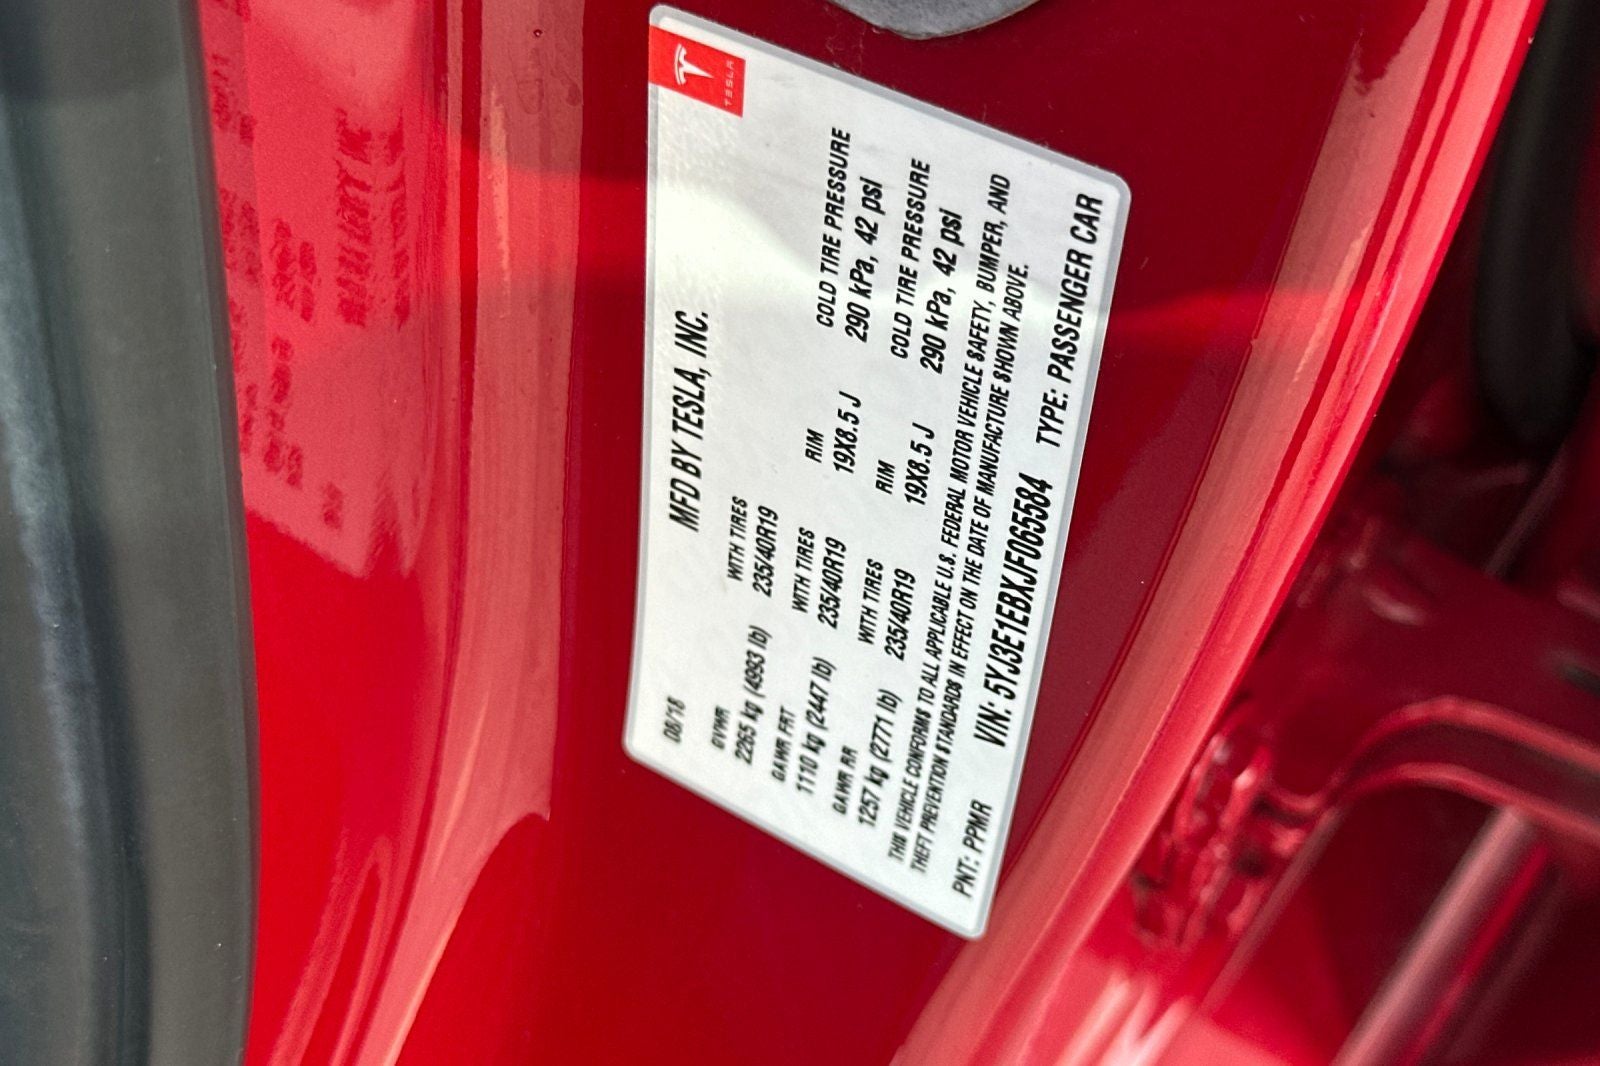 TESLA
MFD BY TESLA, INC.
08/18
GVWR WITH TIRES
2265 kg (4993 lb) 235/40R19
GAWR FRT WITH TIRES RIM COLD TIRE PRESSURE
1110 kg (2447 lb) 235/40R19 19X8.5 J 290 kPa, 42 psi
GAWR RR WITH TIRES RIM COLD TIRE PRESSURE
1257 kg (2771 lb) 235/40R19 19X8.5 J 290 kPa, 42 psi
THIS VEHICLE CONFORMS TO ALL APPLICABLE U.S. FEDERAL MOTOR VEHICLE SAFETY, BUMPER, AND
THEFT PREVENTION STANDARDS IN EFFECT ON THE DATE OF MANUFACTURE SHOWN ABOVE.
PNT: PPMR VIN: 5YJ3E1EBXJF065584 TYPE: PASSENGER CAR